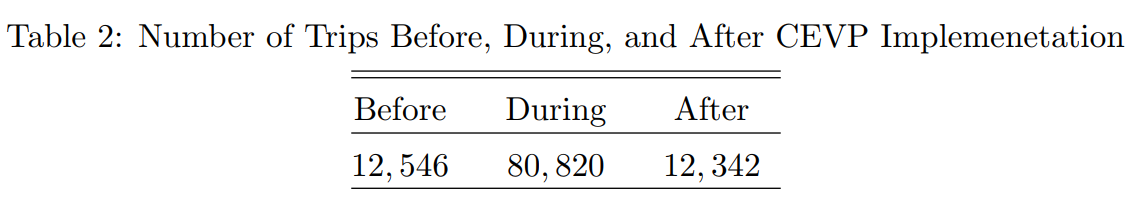 Table 2: Number of Trips Before, During, and After CEVP Implemenetation
Before During After
12, 546 80, 820 12, 342